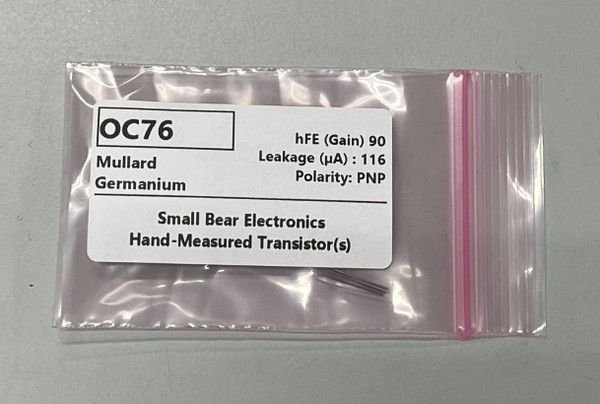 OC76
Mullard
Germanium
hFE (Gain) 90
Leakage (µA) : 116
Polarity: PNP
Small Bear Electronics
Hand-Measured Transistor(s)